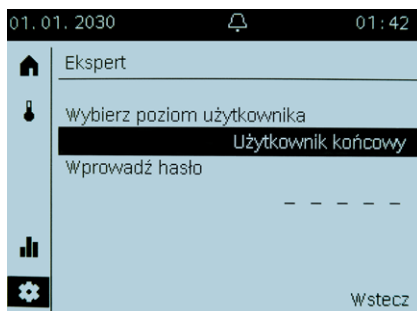 01.01.2030 01:42
Ekspert
Wybierz poziom użytkownika
Użytkownik końcowy
Wprowadź hasło
_ _ _ _ _
Wstecz